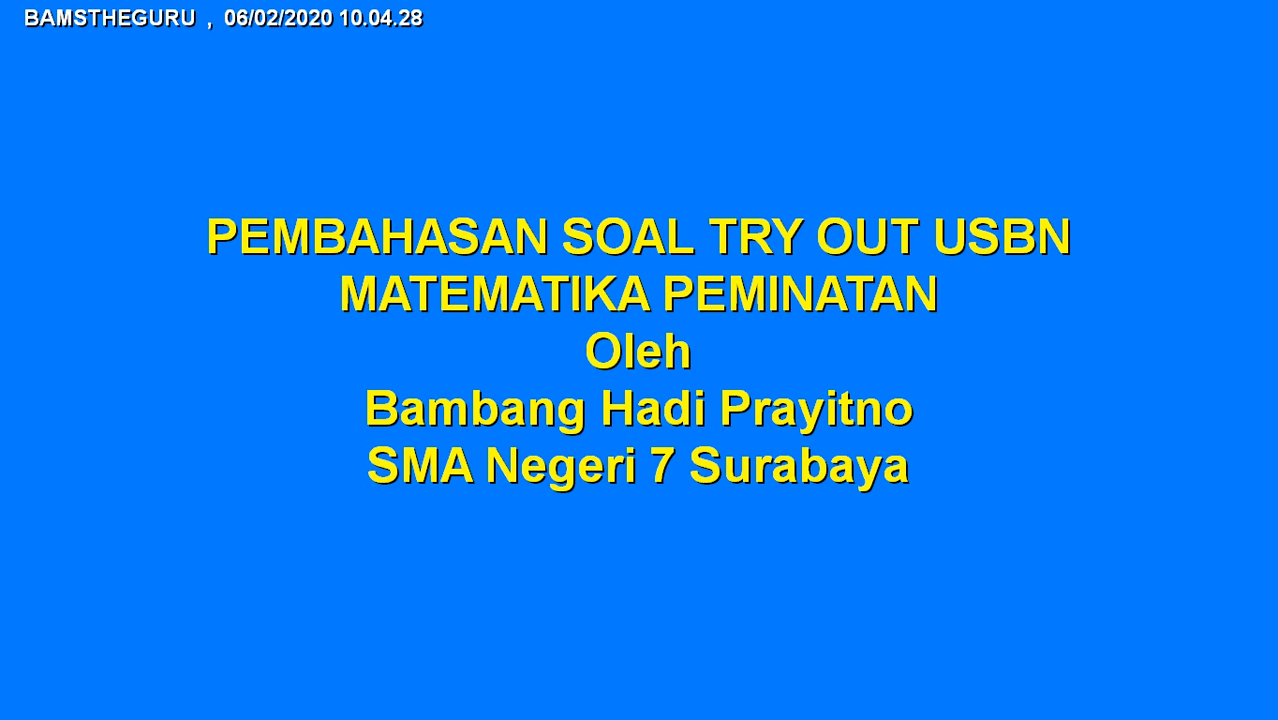 BAMSTHEGURU , 06/02/2020 10.04.28
PEMBAHASAN SOAL TRY OUT USBN
MATEMATIKA PEMINATAN
Oleh
Bambang Hadi Prayitno
SMA Negeri 7 Surabaya